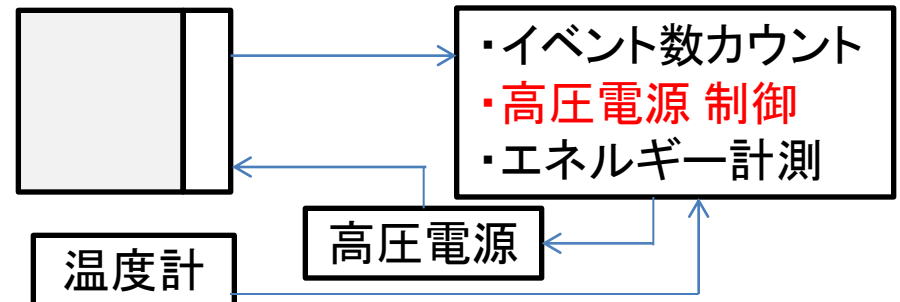 ・イベント数カウント
・高圧電源 制御
・エネルギー計測
高圧電源
温度計